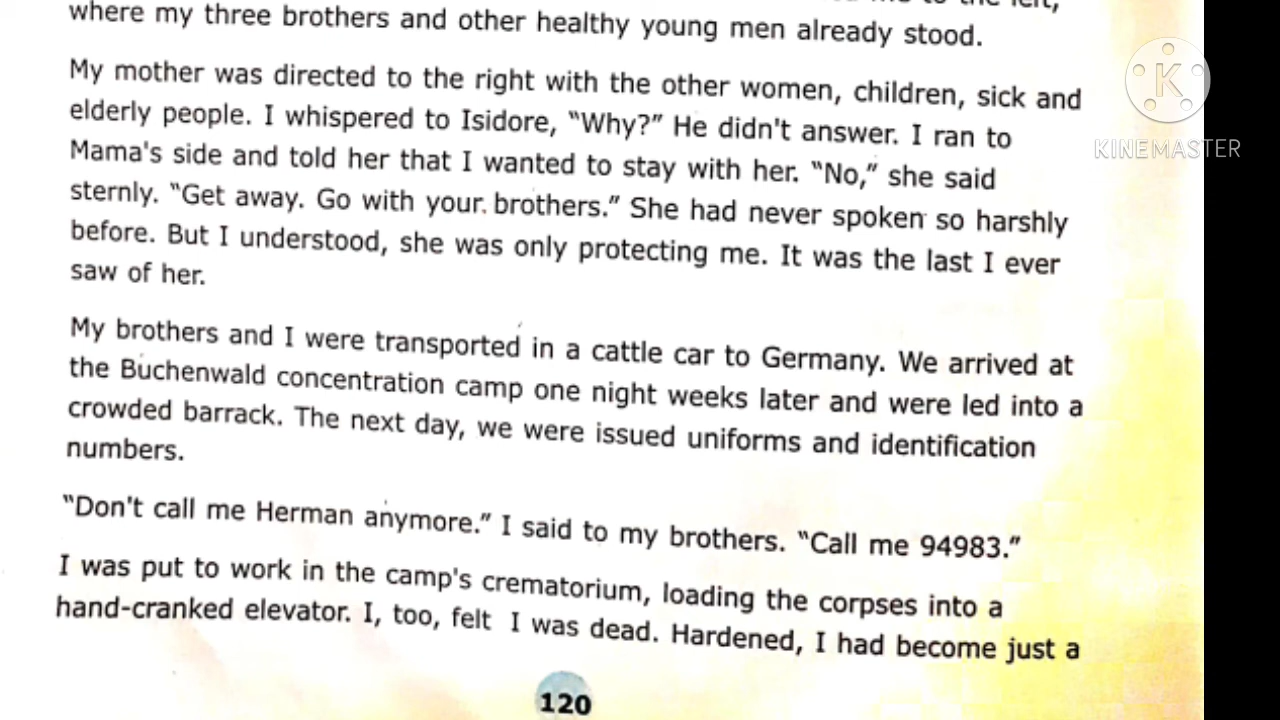 where my three brothers and other healthy young men already stood.
My mother was directed to the right with the other women, children, sick and
elderly people. I whispered to Isidore, “Why?” He didn't answer. I ran to
Mama's side and told her that I wanted to stay with her. “No,” she said
sternly. “Get away. Go with your brothers.” She had never spoken so harshly
before. But I understood, she was only protecting me. It was the last I ever
saw of her.
My brothers and I were transported in a cattle car to Germany. We arrived at
the Buchenwald concentration camp one night weeks later and were led into a
crowded barrack. The next day, we were issued uniforms and identification
numbers.
“Don't call me Herman anymore.” I said to my brothers. “Call me 94983.”
I was put to work in the camp's crematorium, loading the corpses into a
hand-cranked elevator. I, too, felt I was dead. Hardened, I had become just a
120
K
KINEMASTER